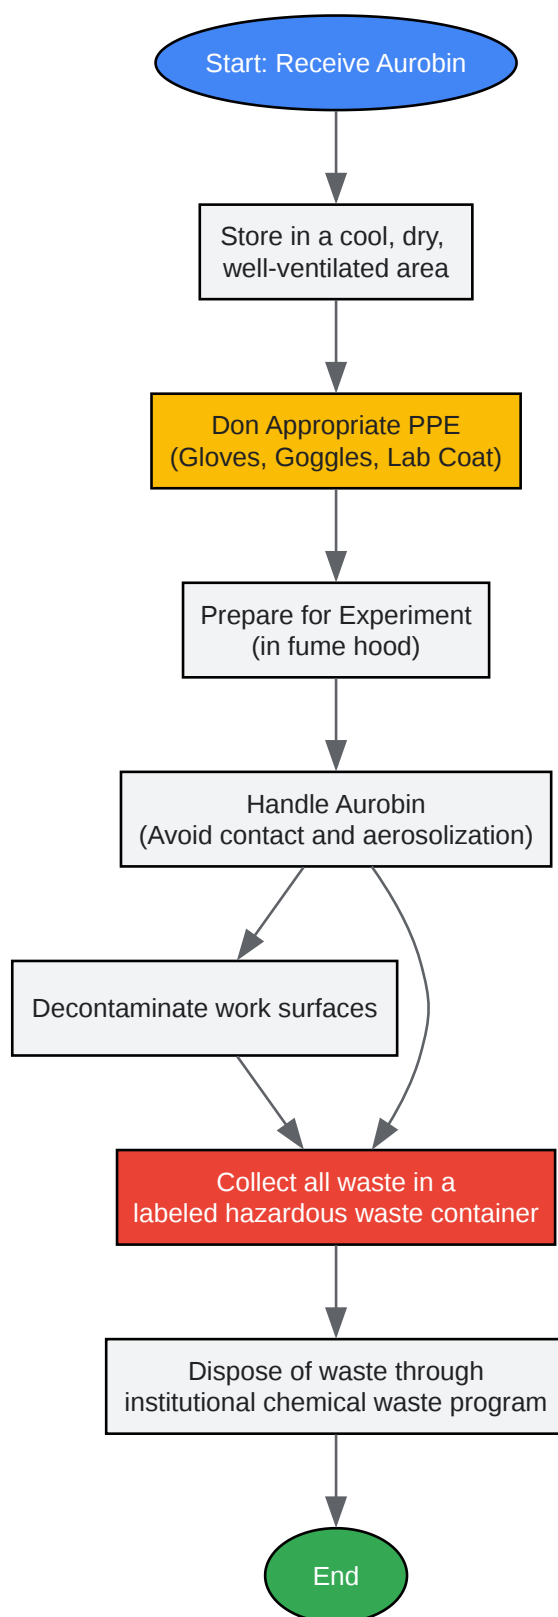 Start: Receive Aurobin
Store in a cool, dry,
well-ventilated area
Don Appropriate PPE
(Gloves, Goggles, Lab Coat)
Prepare for Experiment
(in fume hood)
Handle Aurobin
(Avoid contact and aerosolization)
Decontaminate work surfaces
Collect all waste in a
labeled hazardous waste container
Dispose of waste through
institutional chemical waste program
End